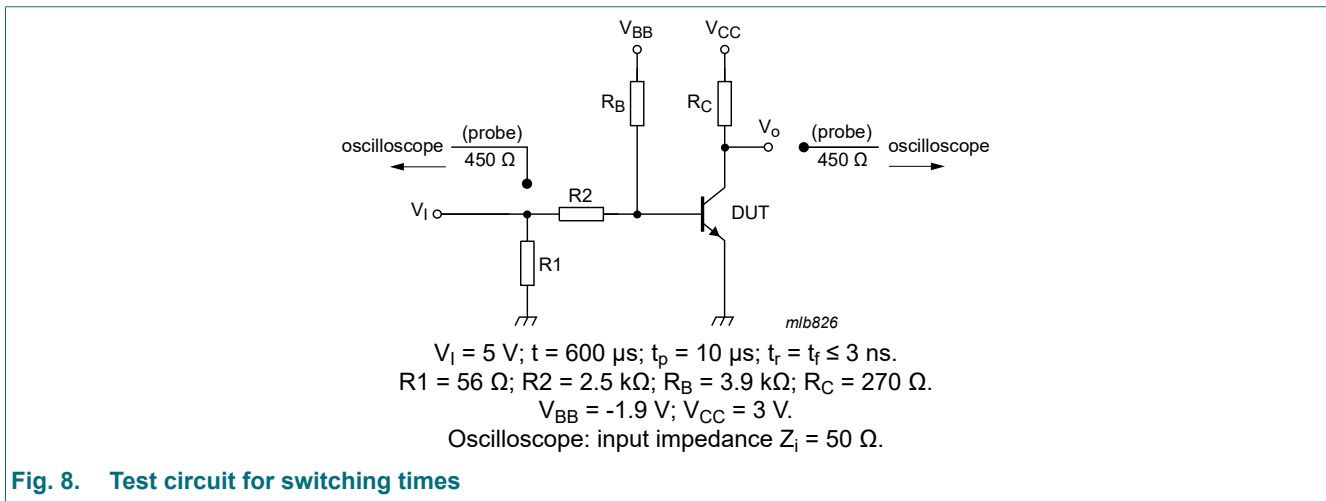 V_BB
V_CC
R_B
R_C
V_o
oscilloscope
(probe)
450 Ω
(probe)
450 Ω
oscilloscope
R2
V_I
DUT
R1
mlb826
V_I = 5 V; t = 600 µs; t_p = 10 µs; t_r = t_f ≤ 3 ns.
R1 = 56 Ω; R2 = 2.5 kΩ; R_B = 3.9 kΩ; R_C = 270 Ω.
V_BB = -1.9 V; V_CC = 3 V.
Oscilloscope: input impedance Z_i = 50 Ω.
Fig. 8. Test circuit for switching times